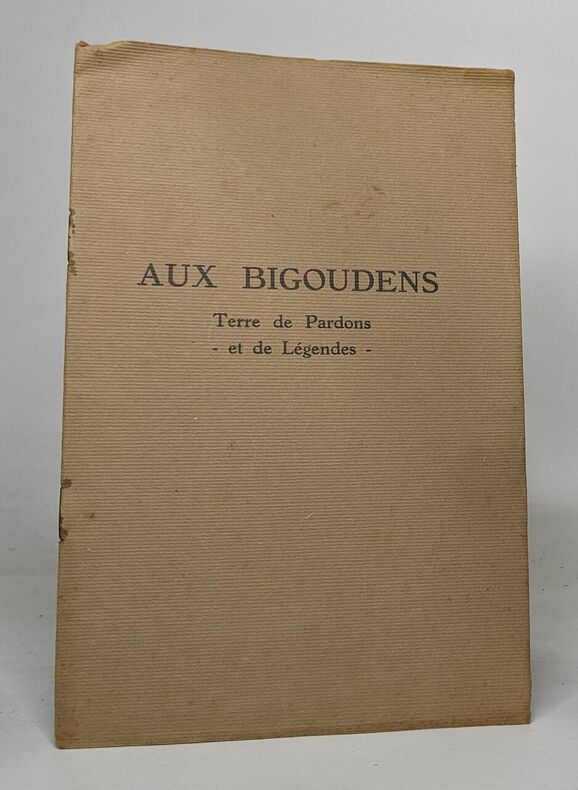 AUX BIGOUDENS
Terre de Pardons
- et de Légendes -